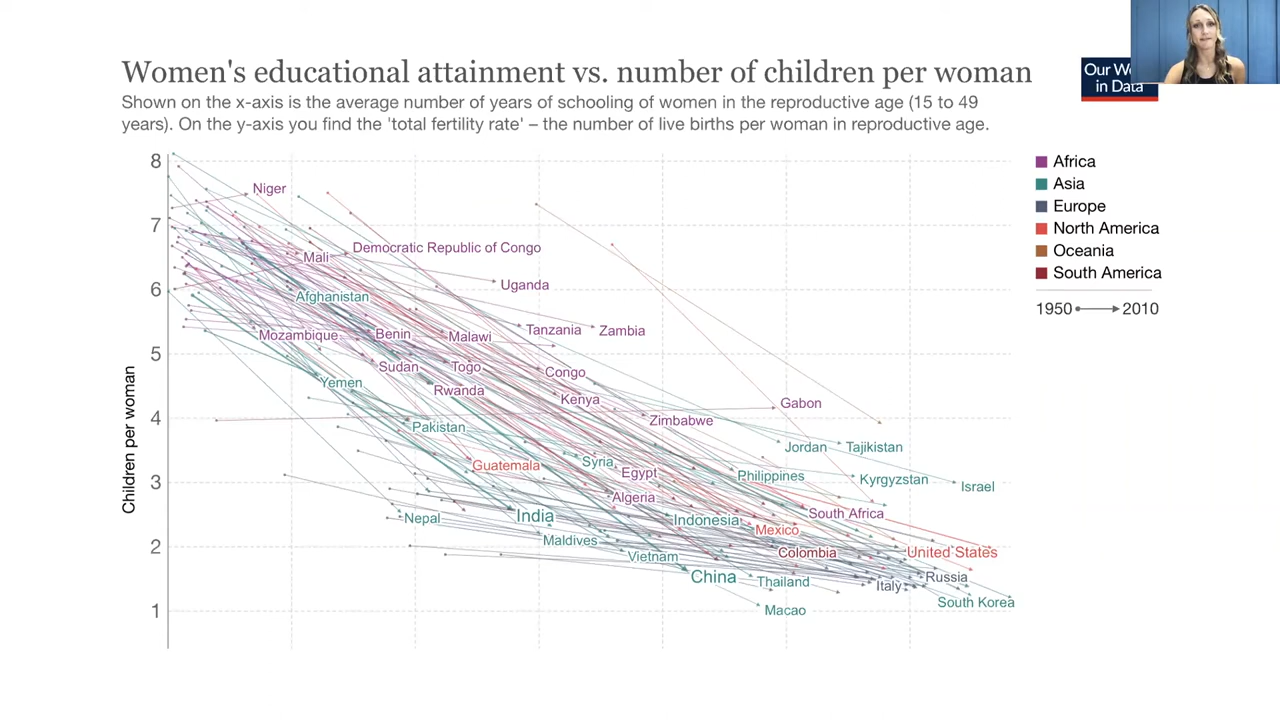 Women's educational attainment vs. number of children per woman
Shown on the x-axis is the average number of years of schooling of women in the reproductive age (15 to 49
years). On the y-axis you find the 'total fertility rate' – the number of live births per woman in reproductive age.
Our
in Data
8
7
6
5
4
3
2
1
Children per woman
Niger
Democratic Republic of Congo
Mali
Uganda
Afghanistan
Mozambique
Benin
Malawi
Tanzania
Zambia
Sudan
Togo
Congo
Yemen
Rwanda
Kenya
Gabon
Pakistan
Zimbabwe
Jordan
Tajikistan
Guatemala
Syria
Egypt
Philippines
Kyrgyzstan
Israel
Algeria
Nepal
India
Indonesia
South Africa
Mexico
Maldives
Vietnam
Colombia
United States
China
Thailand
Italy
Russia
Macao
South Korea
Africa
Asia
Europe
North America
Oceania
South America
1950 2010